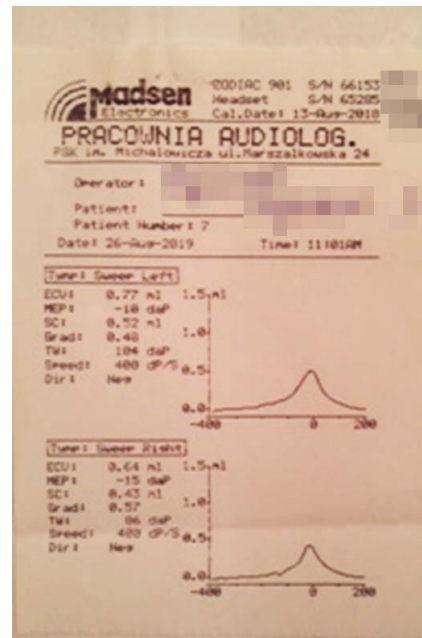 Madsen
Electronics
ZODIAC 901 S/N 66153
Headset S/N 65285
Cal.Date: 13-Aug-2018
PRACOWNIA AUDIOLOG.
PSK im. Michalowicza ul.Marszalkowska 24
Operator:
Patient:
Patient Number: 7
Date: 26-Aug-2019 Time: 11:01AM
Tymp: Sweep Left
ECV: 0.77 ml
MEP: -10 daP
SC: 0.52 ml
Grad: 0.48
TW: 104 daP
Speed: 400 dP/S
Dir: Neg
1.5 ml
1.0
0.5
0.0
-400 0 200
Tymp: Sweep Right
ECV: 0.64 ml
MEP: -15 daP
SC: 0.43 ml
Grad: 0.57
TW: 86 daP
Speed: 400 dP/S
Dir: Neg
1.5 ml
1.0
0.5
0.0
-400 0 200